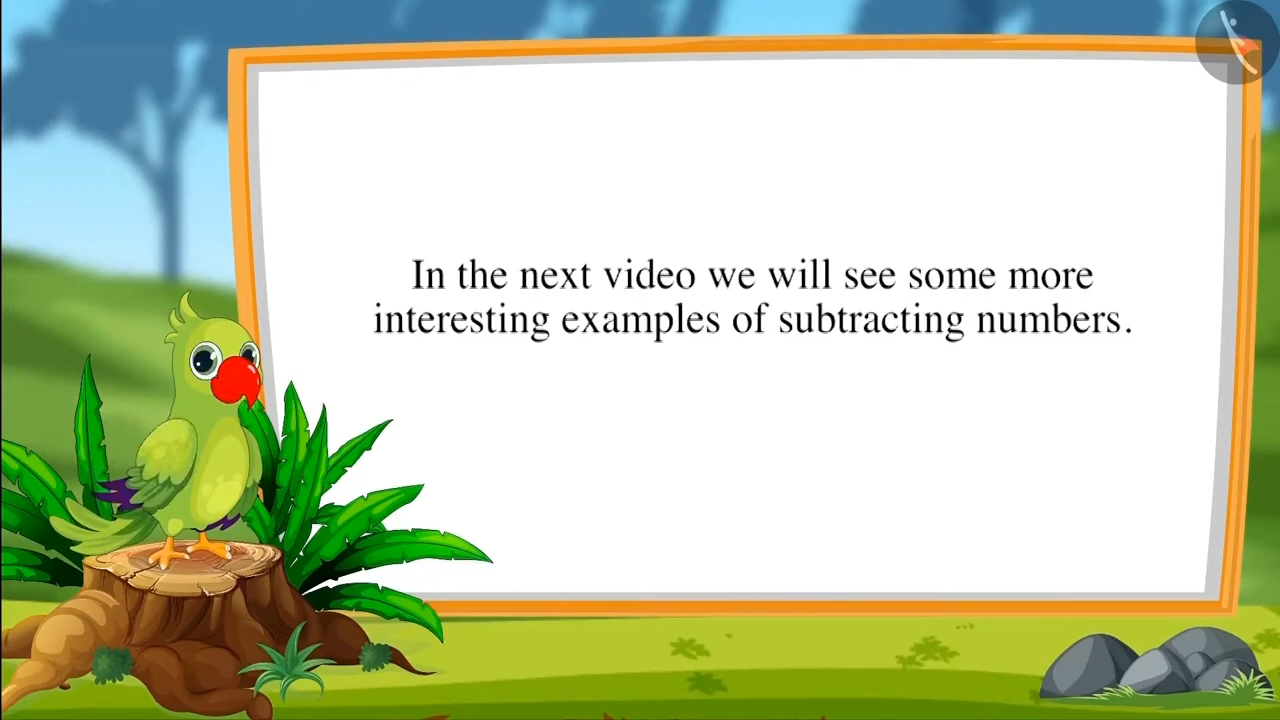 In the next video we will see some more
interesting examples of subtracting numbers.